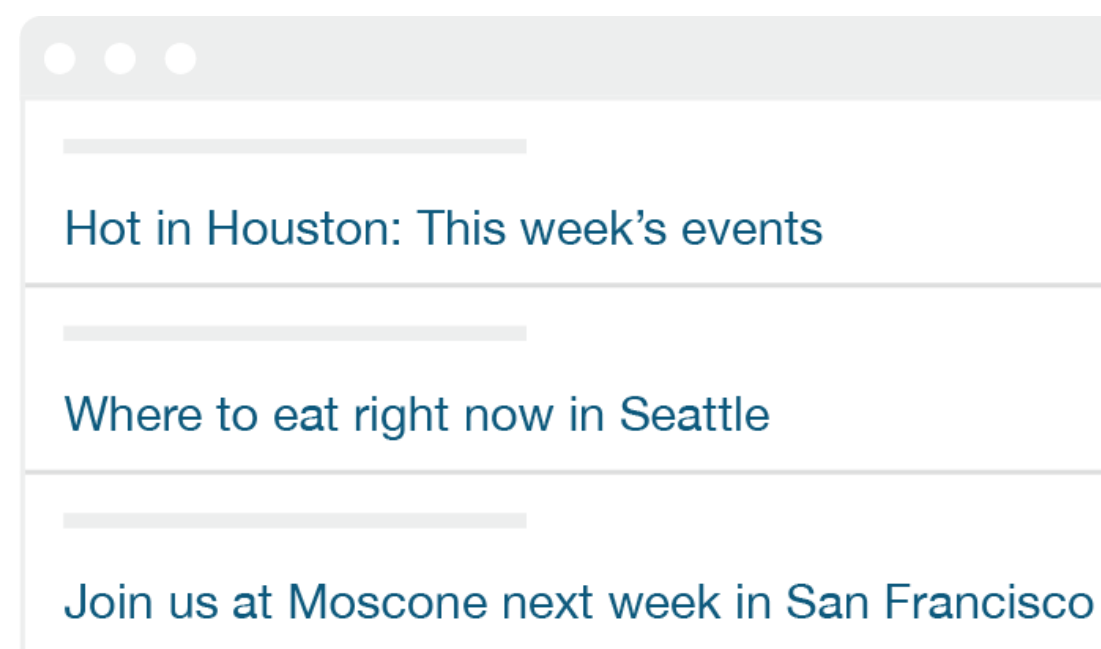 Hot in Houston: This week’s events
Where to eat right now in Seattle
Join us at Moscone next week in San Francisco